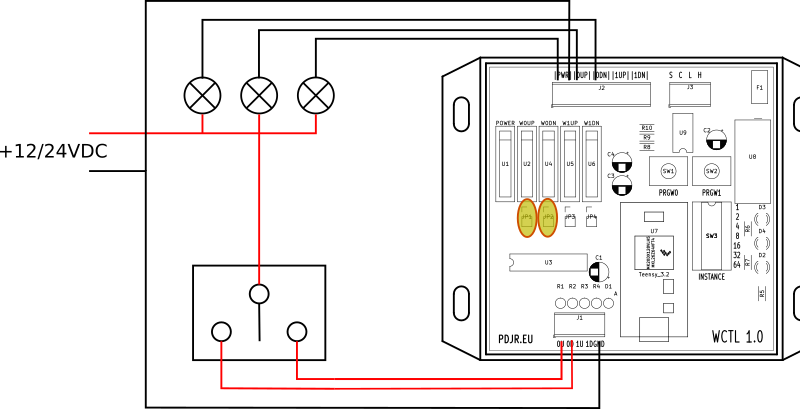 |PWR||0UP||0DN||1UP||1DN|
S C L H
J2
J3
F1
POWER W0UP W0DN W1UP W1DN
R10
R9
R8
U9
C2
U1 U2 U4 U5 U6
C4
C3
SW1 SW2
U8
+12/24VDC
PRGW0 PRGW1
JP1 JP2 JP3 JP4
1
2
4
8
16
32
64
D3
R6
D4
R7
D2
R5
U7
SW3
Teensy_3.2
INSTANCE
U3
C1
R1 R2 R3 R4 D1
A
J1
PDJR.EU
0U 0D 1U 1DGND
WCTL 1.0